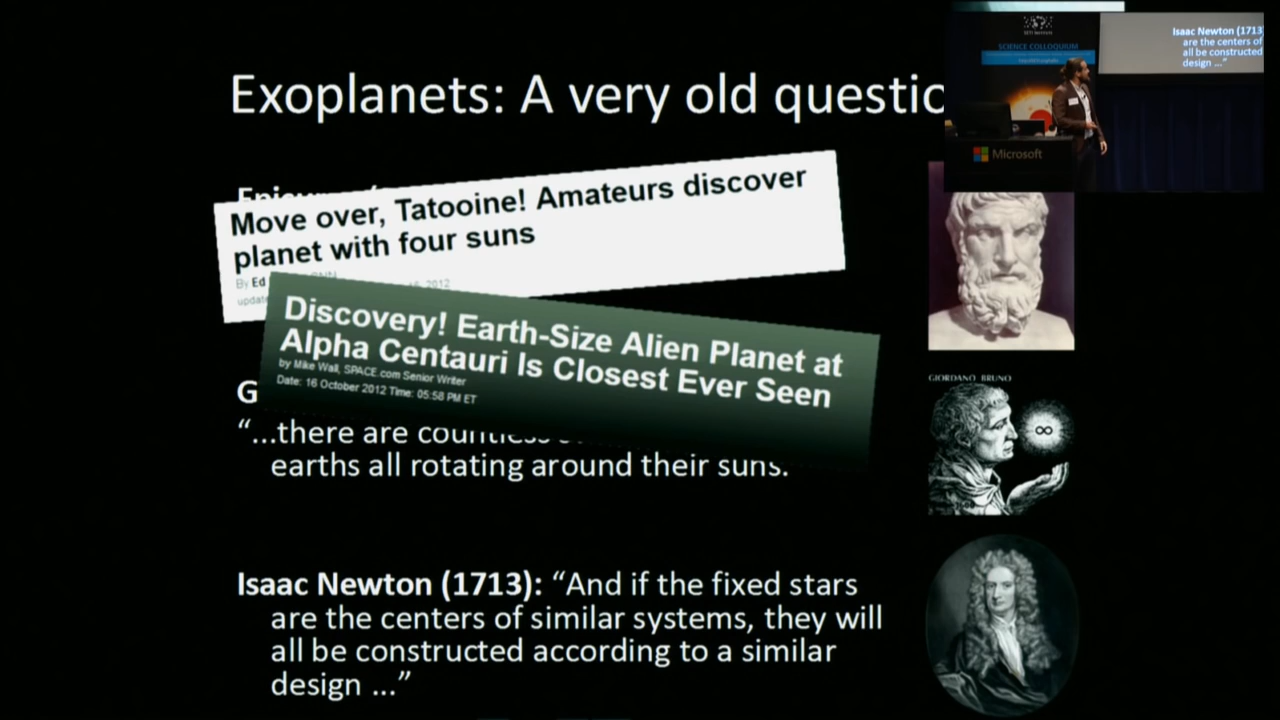 Exoplanets: A very old questio
Move over, Tatooine! Amateurs discover
planet with four suns
By Ed
2012
Discovery! Earth-Size Alien Planet at
Alpha Centauri Is Closest Ever Seen
by Mike Wall, SPACE.com Senior Writer
Date: 16 October 2012 Time: 05:58 PM ET
G
“...there are countless
earths all rotating around their suns.
Isaac Newton (1713): “And if the fixed stars
are the centers of similar systems, they will
all be constructed according to a similar
design ...”
GIORDANO BRUNO
∞
SETI INSTITUTE
SCIENCE COLLOQUIUM
Microsoft
Isaac Newton (1713
are the centers of
all be constructed
design ...”